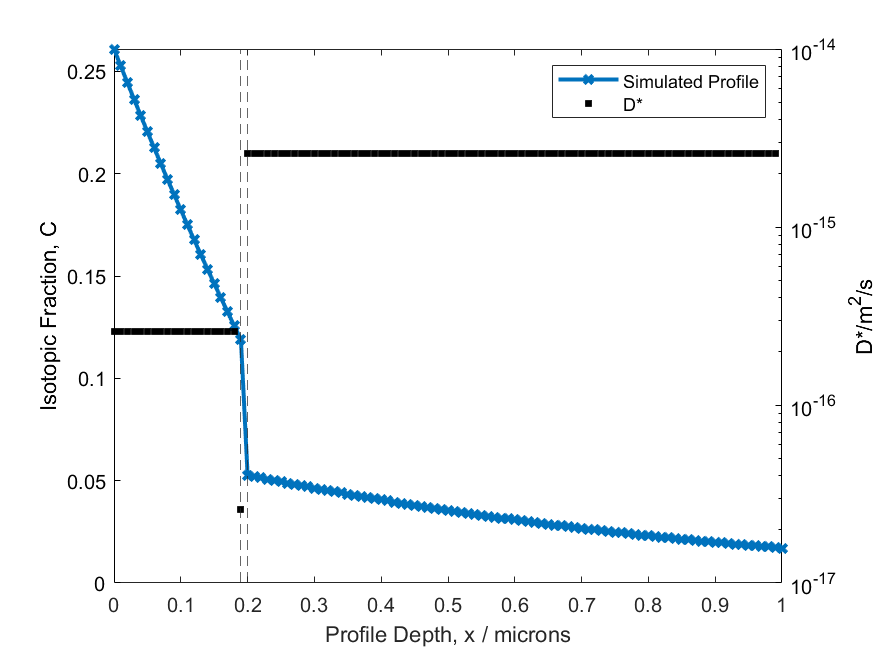 Simulated Profile
D*
0.25
0.2
0.15
0.1
0.05
0
Isotopic Fraction, C
10^-14
10^-15
10^-16
10^-17
D*/m^2/s
0 0.1 0.2 0.3 0.4 0.5 0.6 0.7 0.8 0.9 1
Profile Depth, x / microns